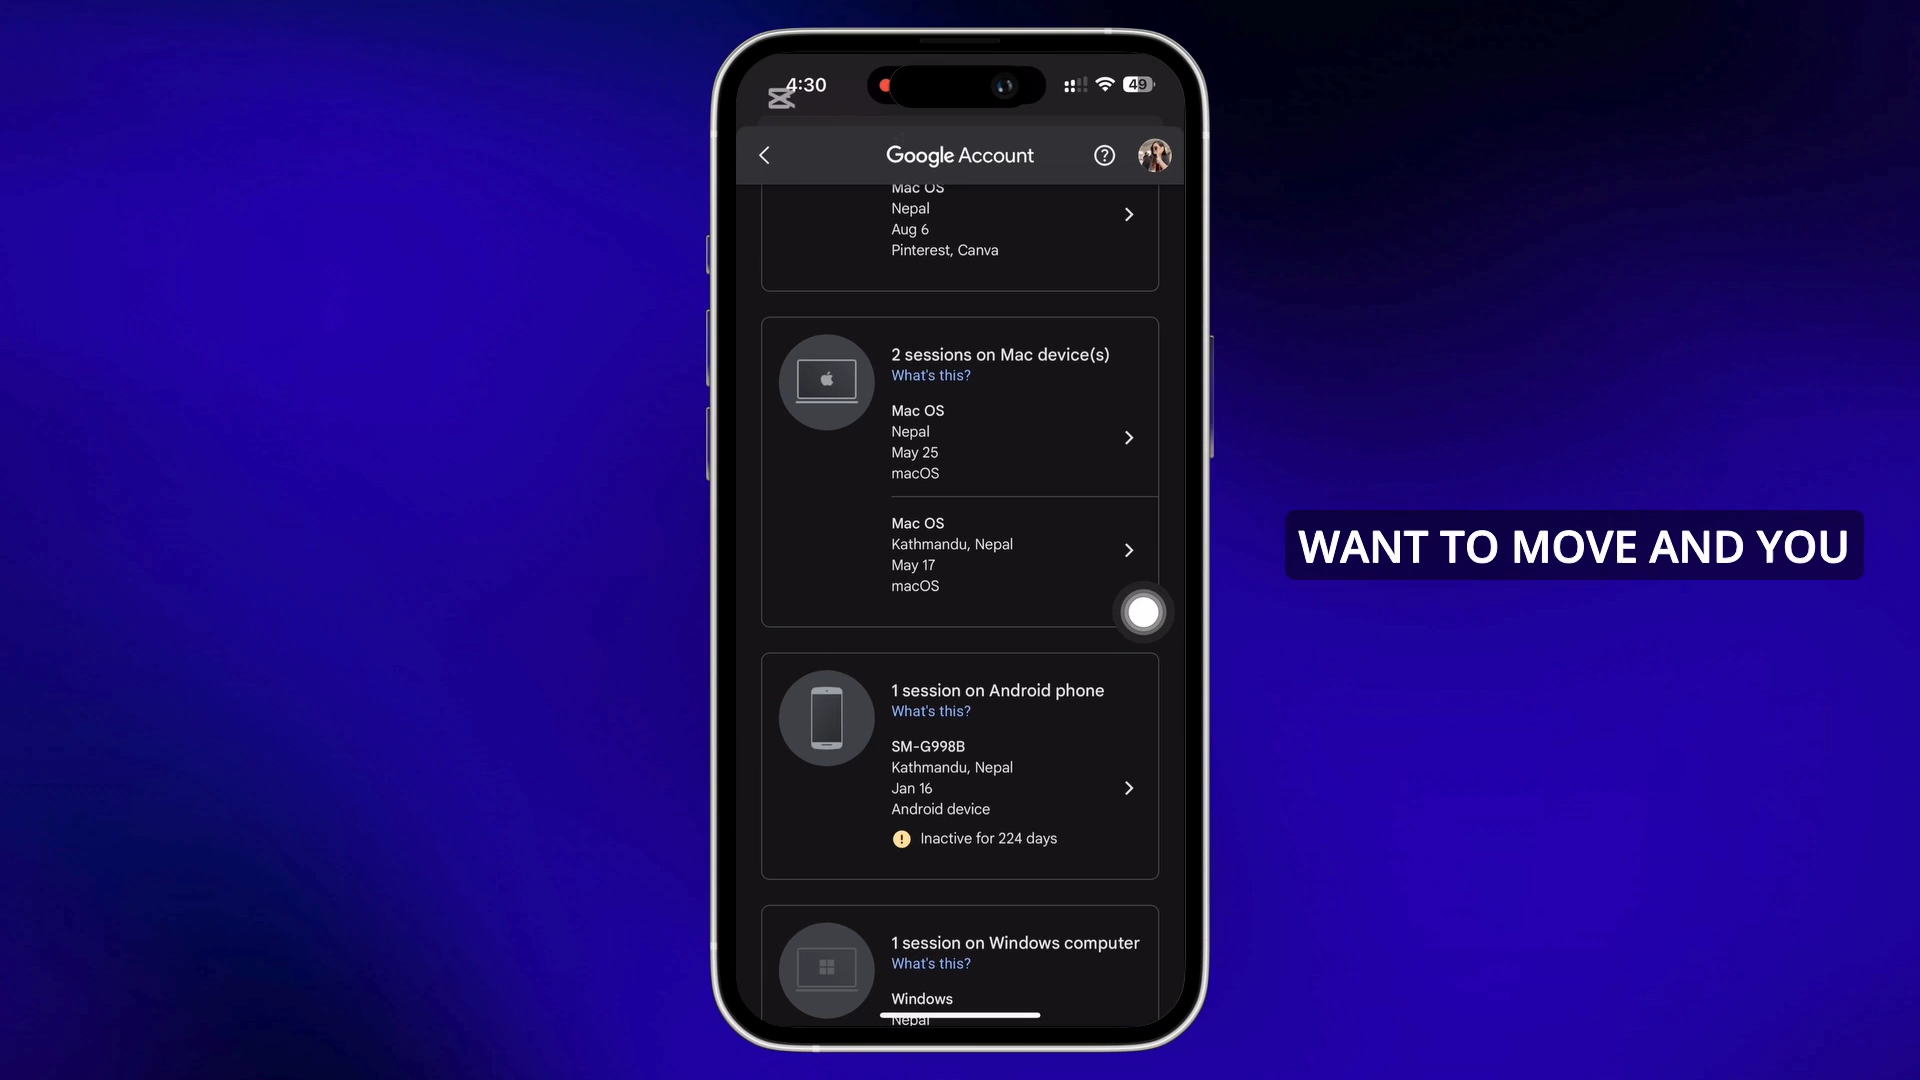 4:30
49
Google Account
Mac OS
Nepal
Aug 6
Pinterest, Canva
2 sessions on Mac device(s)
What's this?
Mac OS
Nepal
May 25
macOS
Mac OS
Kathmandu, Nepal
May 17
macOS
WANT TO MOVE AND YOU
1 session on Android phone
What's this?
SM-G998B
Kathmandu, Nepal
Jan 16
Android device
Inactive for 224 days
1 session on Windows computer
What's this?
Windows
Nepal